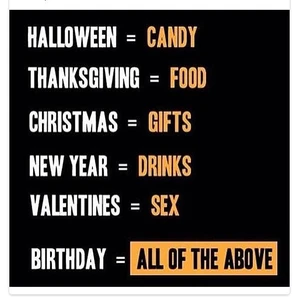 HALLOWEEN = CANDY
THANKSGIVING = FOOD
CHRISTMAS = GIFTS
NEW YEAR = DRINKS
VALENTINES = SEX
BIRTHDAY = ALL OF THE ABOVE